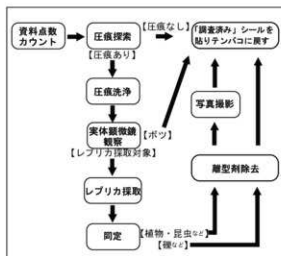 資料点数
カウント
圧痕探索
【圧痕なし】
「調査済み」シールを
貼りテンバコに戻す
【圧痕あり】
圧痕洗浄
実体顕微鏡
観察
【ボツ】
【レプリカ採取対象】
写真撮影
レプリカ採取
離型剤除去
同定
【植物・昆虫など】
【礫など】